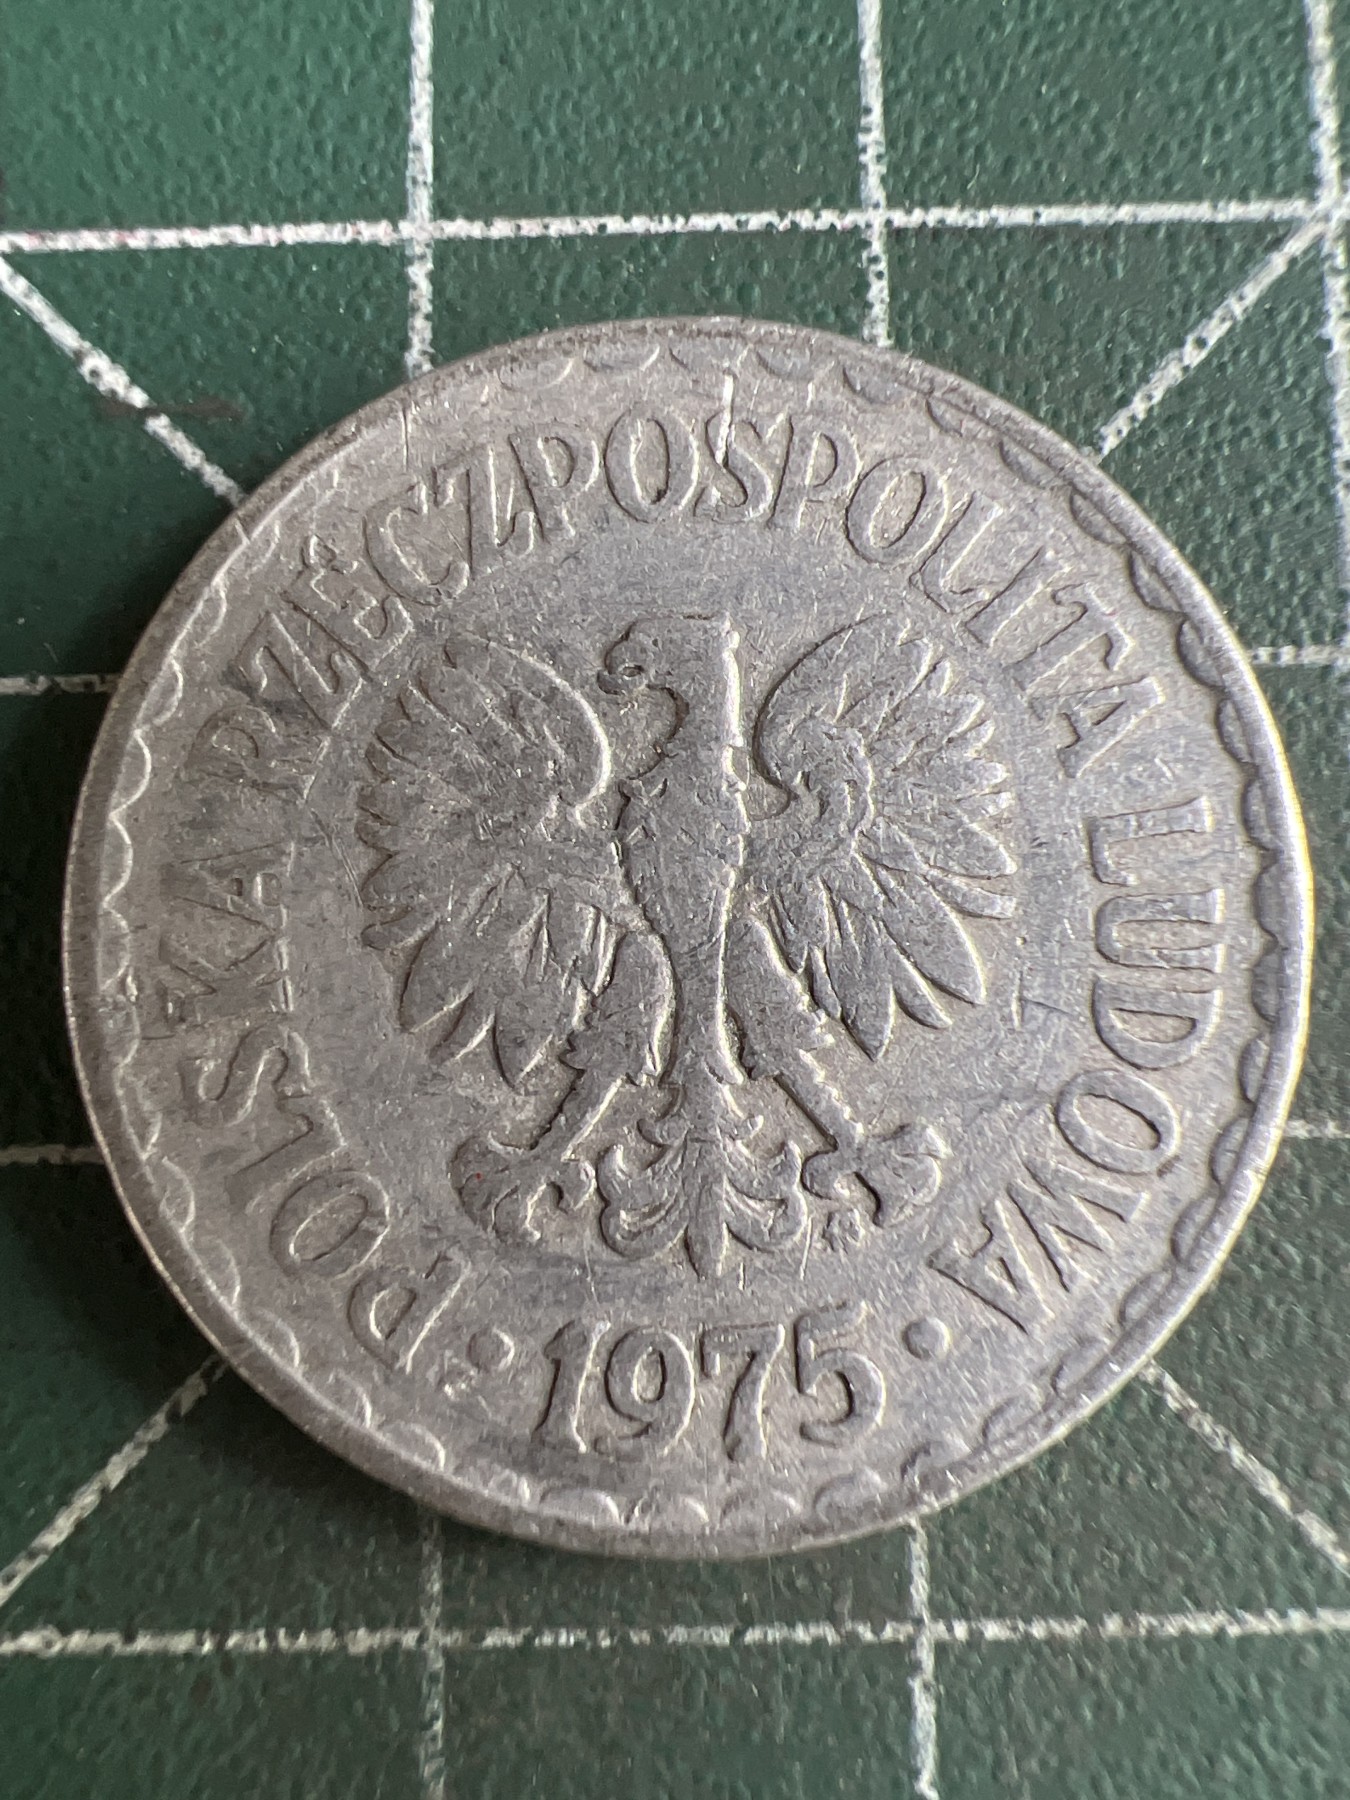 POLSKA RZECZPOSPOLITA LUDOWA
• 1975 •